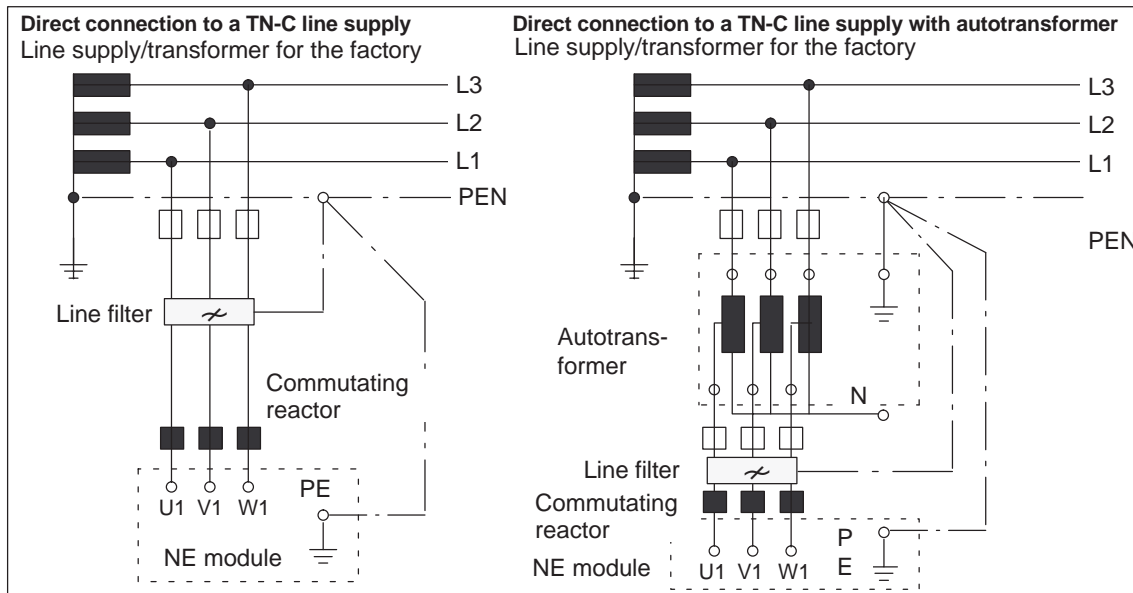 Direct connection to a TN-C line supply
Line supply/transformer for the factory
L3
L2
L1
PEN
Line filter
Commutating
reactor
PE
U1 V1 W1
NE module
Direct connection to a TN-C line supply with autotransformer
Line supply/transformer for the factory
L3
L2
L1
PEN
Autotrans-
former
N
Line filter
Commutating
reactor
P
E
NE module
U1 V1 W1